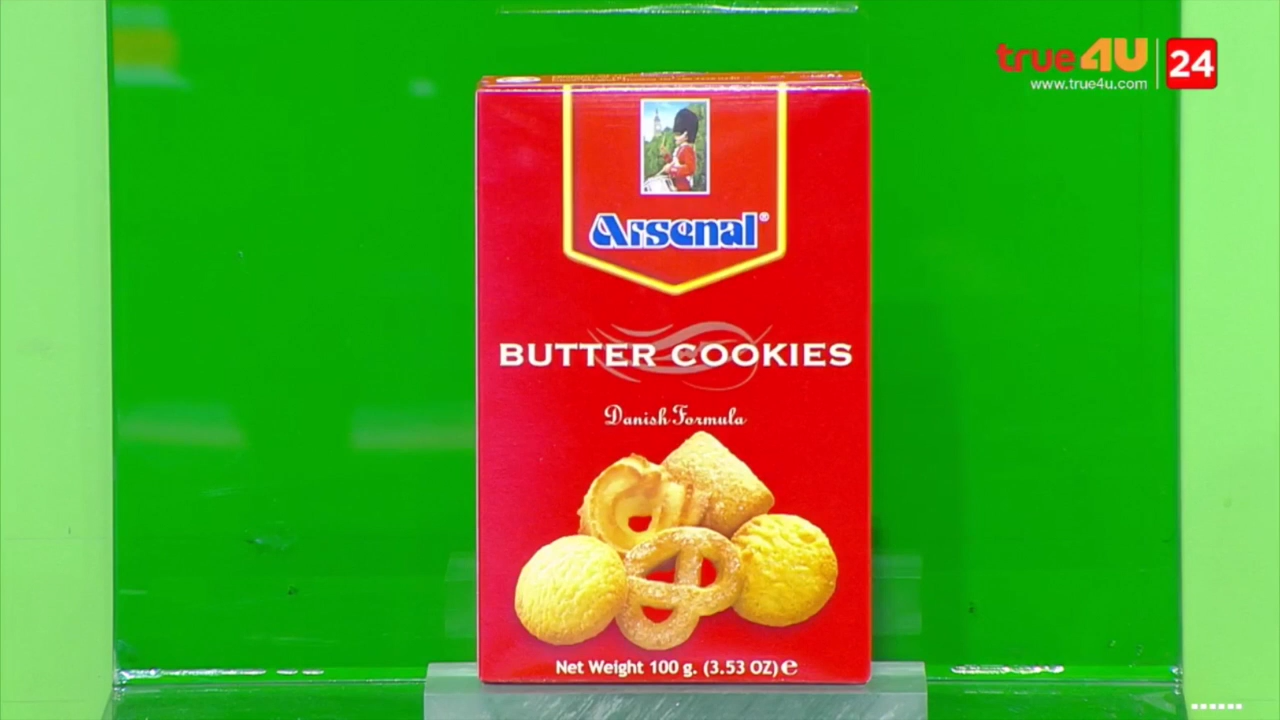 true4U 24
www.true4u.com
Arsenal®
BUTTER COOKIES
Danish Formula
Net Weight 100 g. (3.53 OZ) ℮